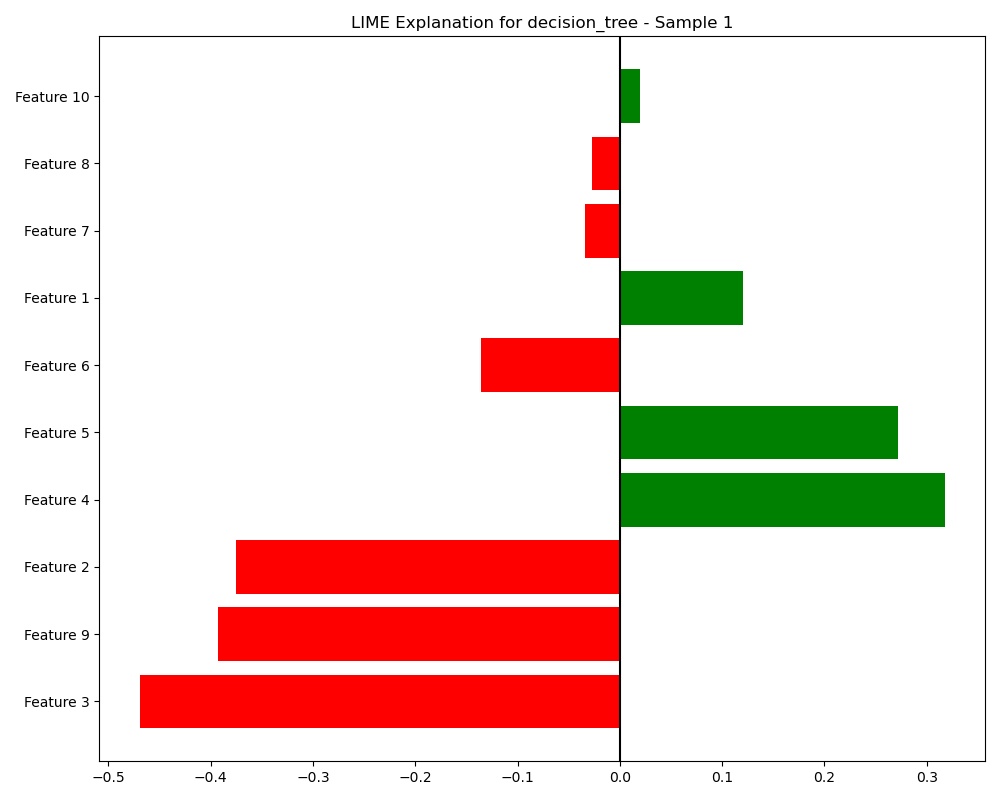 LIME Explanation for decision_tree - Sample 1
Feature 10
Feature 8
Feature 7
Feature 1
Feature 6
Feature 5
Feature 4
Feature 2
Feature 9
Feature 3
−0.5 −0.4 −0.3 −0.2 −0.1 0.0 0.1 0.2 0.3